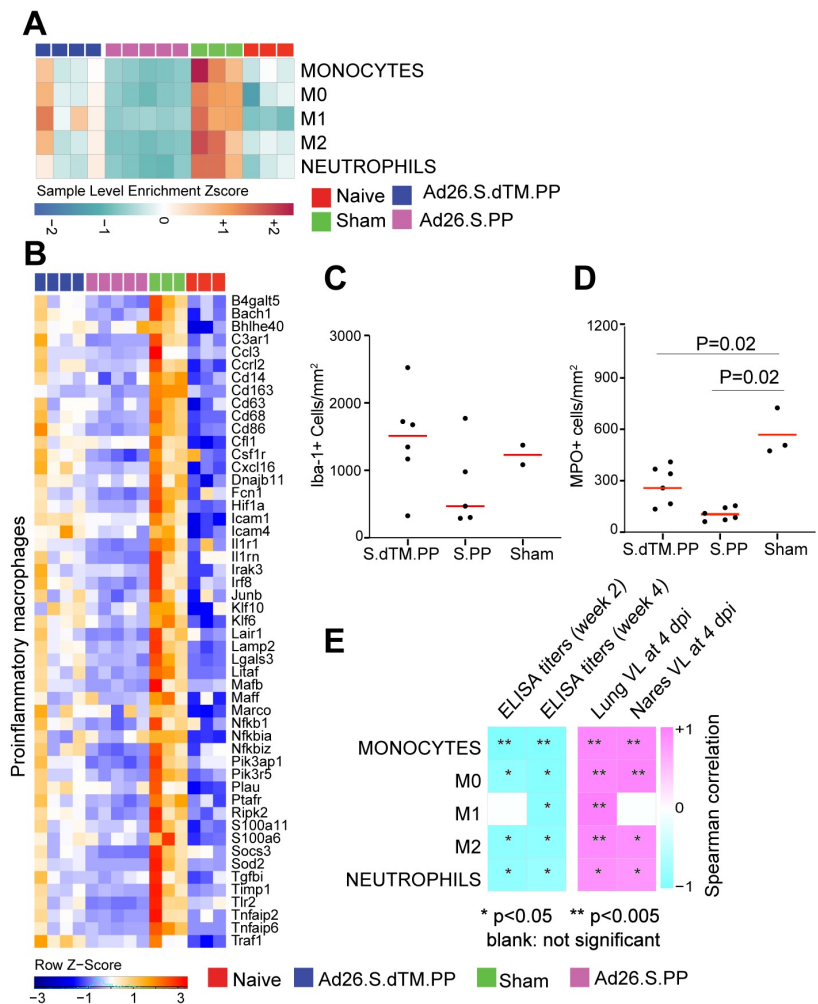 A
MONOCYTES
M0
M1
M2
NEUTROPHILS
Sample Level Enrichment Zscore
−2 −1 0 +1 +2
Naive Ad26.S.dTM.PP
Sham Ad26.S.PP
B
Proinflammatory macrophages
B4galt5
Bach1
Bhlhe40
C3ar1
Ccl3
Ccrl2
Cd14
Cd163
Cd63
Cd68
Cd86
Cfl1
Csf1r
Cxcl16
Dnajb11
Fcn1
Hif1a
Icam1
Icam4
Il1r1
Il1rn
Irak3
Irf8
Junb
Klf10
Klf6
Lair1
Lamp2
Lgals3
Litaf
Mafb
Maff
Marco
Nfkb1
Nfkbia
Nfkbiz
Pik3ap1
Pik3r5
Plau
Ptafr
Ripk2
S100a11
S100a6
Socs3
Sod2
Tgfbi
Timp1
Tlr2
Tnfaip2
Tnfaip6
Traf1
Row Z−Score
−3 −1 1 3
Naive Ad26.S.dTM.PP Sham Ad26.S.PP
C
Iba-1+ Cells/mm²
3000
2000
1000
0
S.dTM.PP S.PP Sham
D
MPO+ cells/mm²
1200
900
600
300
0
P=0.02
P=0.02
S.dTM.PP S.PP Sham
E
ELISA titers (week 2)
ELISA titers (week 4)
Lung VL at 4 dpi
Nares VL at 4 dpi
MONOCYTES ** ** ** **
M0 * * ** **
M1 * **
M2 * * ** *
NEUTROPHILS * * * *
+1
0
−1
Spearman correlation
* p<0.05 ** p<0.005
blank: not significant